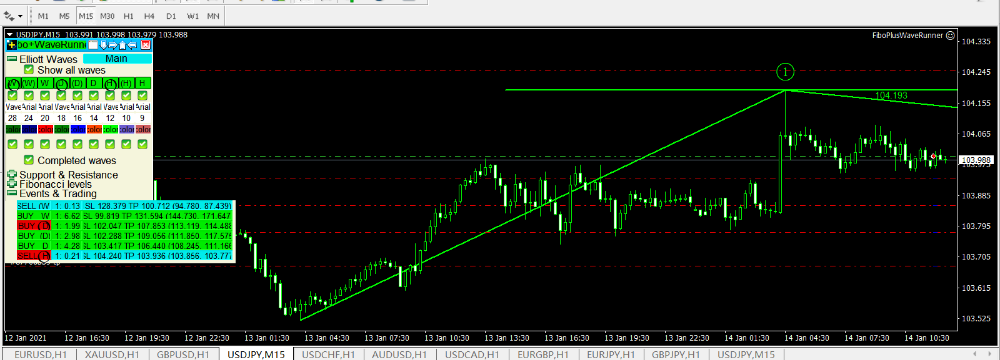 M1 M5 M15 M30 H1 H4 D1 W1 MN
USDJPY,M15 103.991 103.998 103.979 103.988
FiboPlusWaveRunner
bo+WaveRunne
Elliott Waves Main
Show all waves
W (W) W D (D) D H (H) H
Wave Arial Arial Wave Arial Arial Wave Arial Arial
28 24 20 18 16 14 12 10 9
color color color color color color color color color
Completed waves
Support & Resistance
Fibonacci levels
Events & Trading
SELL (W 1: 0.13 SL 128.379 TP 100.712 (94.780. 87.439)
BUY W 1: 6.62 SL 99.819 TP 131.594 (144.730. 171.647
BUY (D) 1: 1.99 SL 102.047 TP 107.853 (113.119. 114.488
BUY (D) 1: 2.98 SL 102.288 TP 109.056 (111.850. 117.575
BUY D 1: 4.28 SL 103.417 TP 106.440 (108.245. 111.166
SELL H 1: 0.21 SL 104.240 TP 103.936 (103.856. 103.777
1
104.193
104.335
104.245
104.155
104.065
103.988
103.975
103.885
103.795
103.705
103.615
103.525
12 Jan 2021 12 Jan 16:30 12 Jan 19:30 12 Jan 22:30 13 Jan 01:30 13 Jan 04:30 13 Jan 07:30 13 Jan 10:30 13 Jan 13:30 13 Jan 16:30 13 Jan 19:30 13 Jan 22:30 14 Jan 01:30 14 Jan 04:30 14 Jan 07:30 14 Jan 10:30
EURUSD,H1 XAUUSD,H1 GBPUSD,H1 USDJPY,M15 USDCHF,H1 AUDUSD,H1 USDCAD,H1 EURGBP,H1 EURJPY,H1 GBPJPY,H1 USDJPY,M15